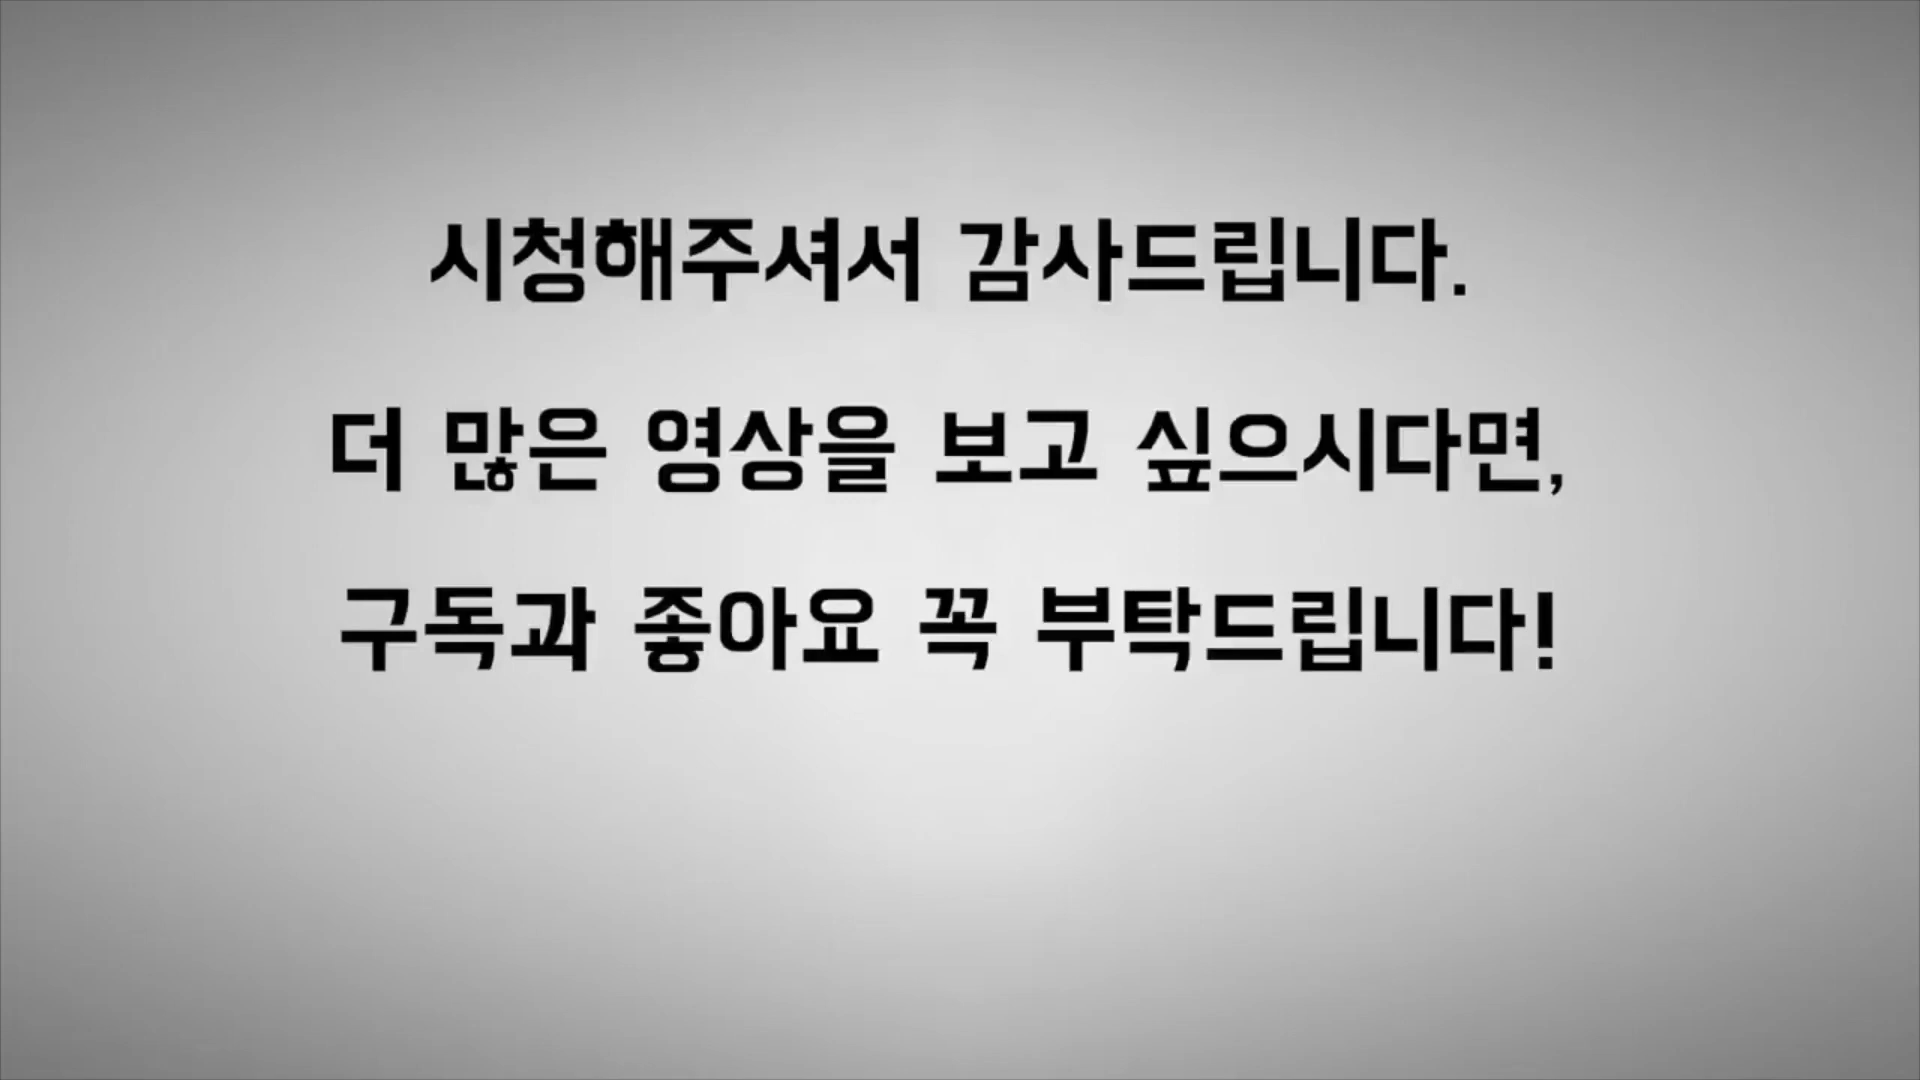 시청해주셔서 감사드립니다.
더 많은 영상을 보고 싶으시다면,
구독과 좋아요 꼭 부탁드립니다!